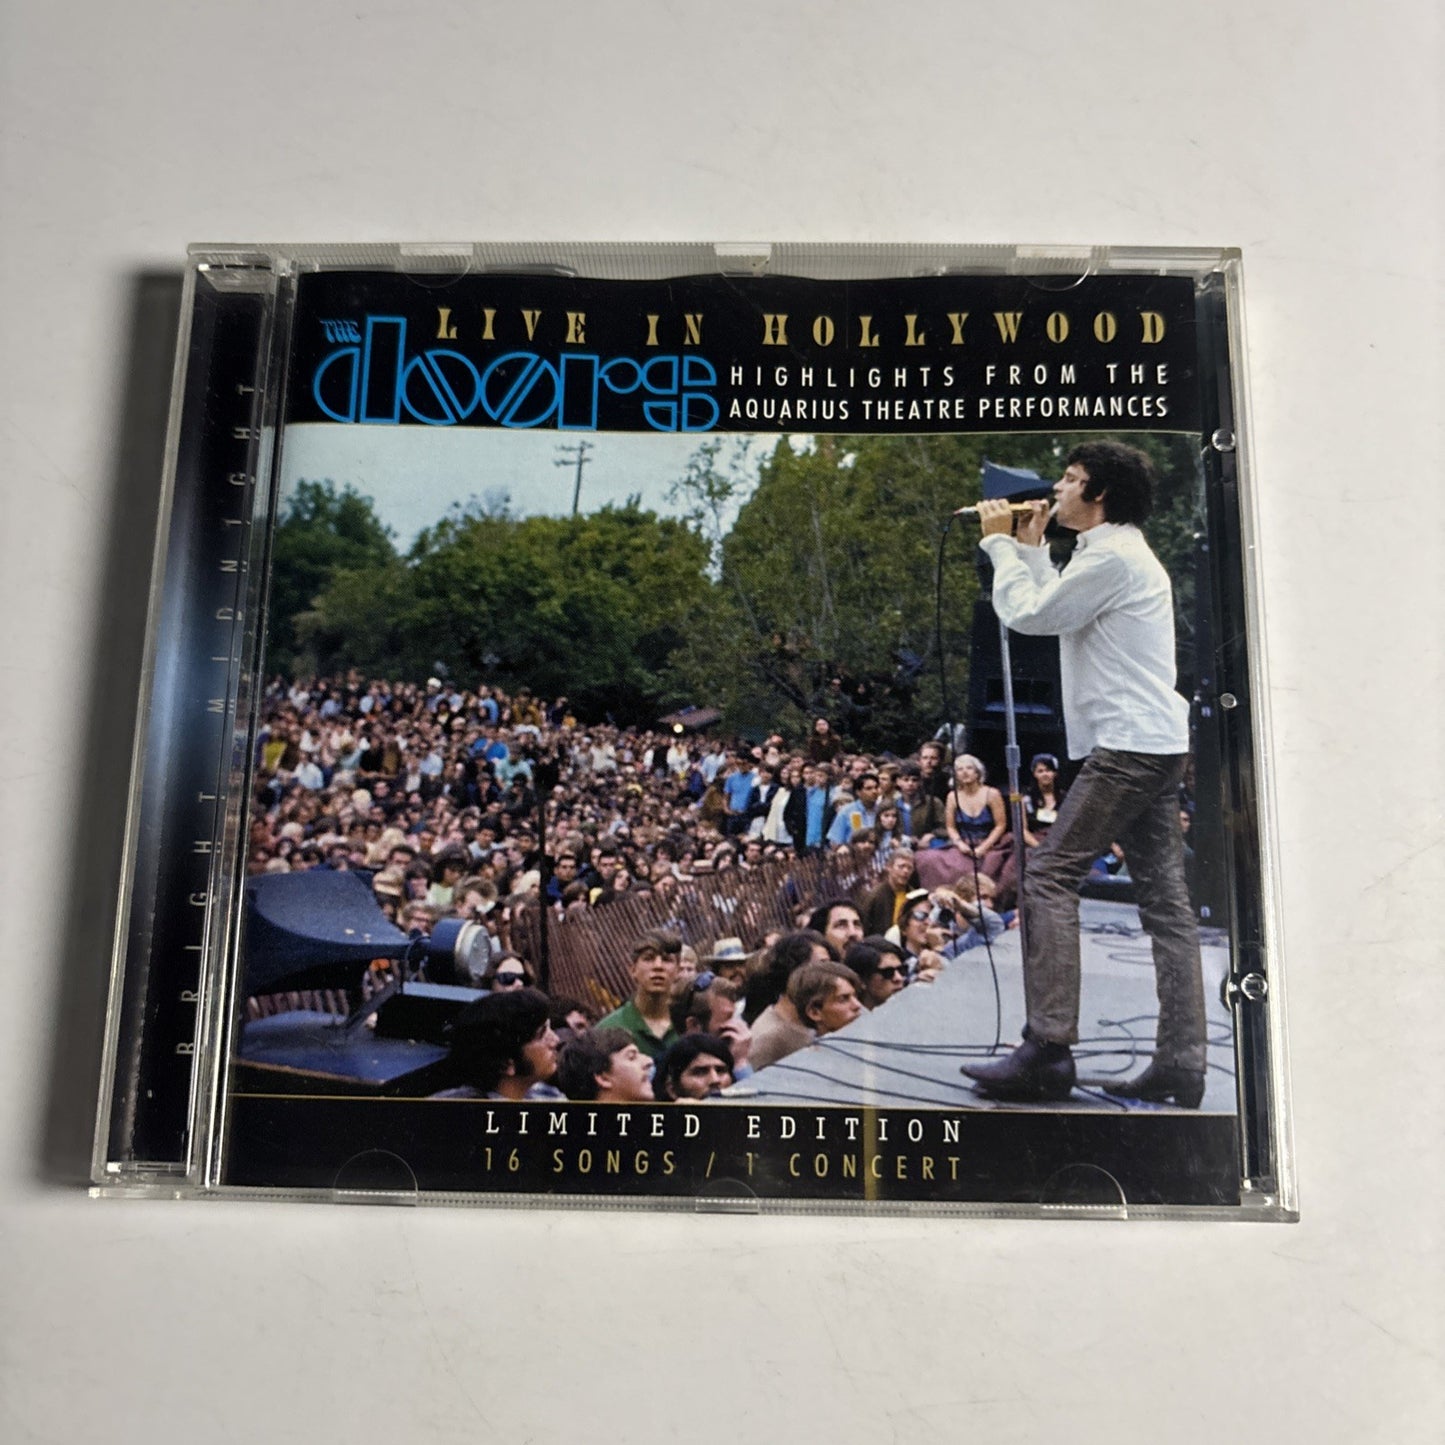 LIVE IN HOLLYWOOD
THE
doors
HIGHLIGHTS FROM THE
AQUARIUS THEATRE PERFORMANCES
BRIGHT MIDNIGHT
LIMITED EDITION
16 SONGS / 1 CONCERT